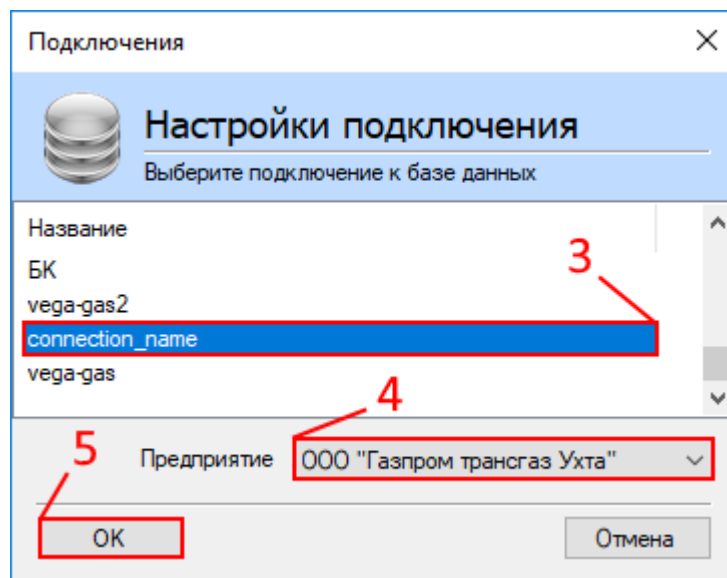 Подключения
Настройки подключения
Выберите подключение к базе данных
Название
3
БК
vega-gas2
connection_name
vega-gas
4
5
Предприятие ООО "Газпром трансгаз Ухта"
ОК Отмена